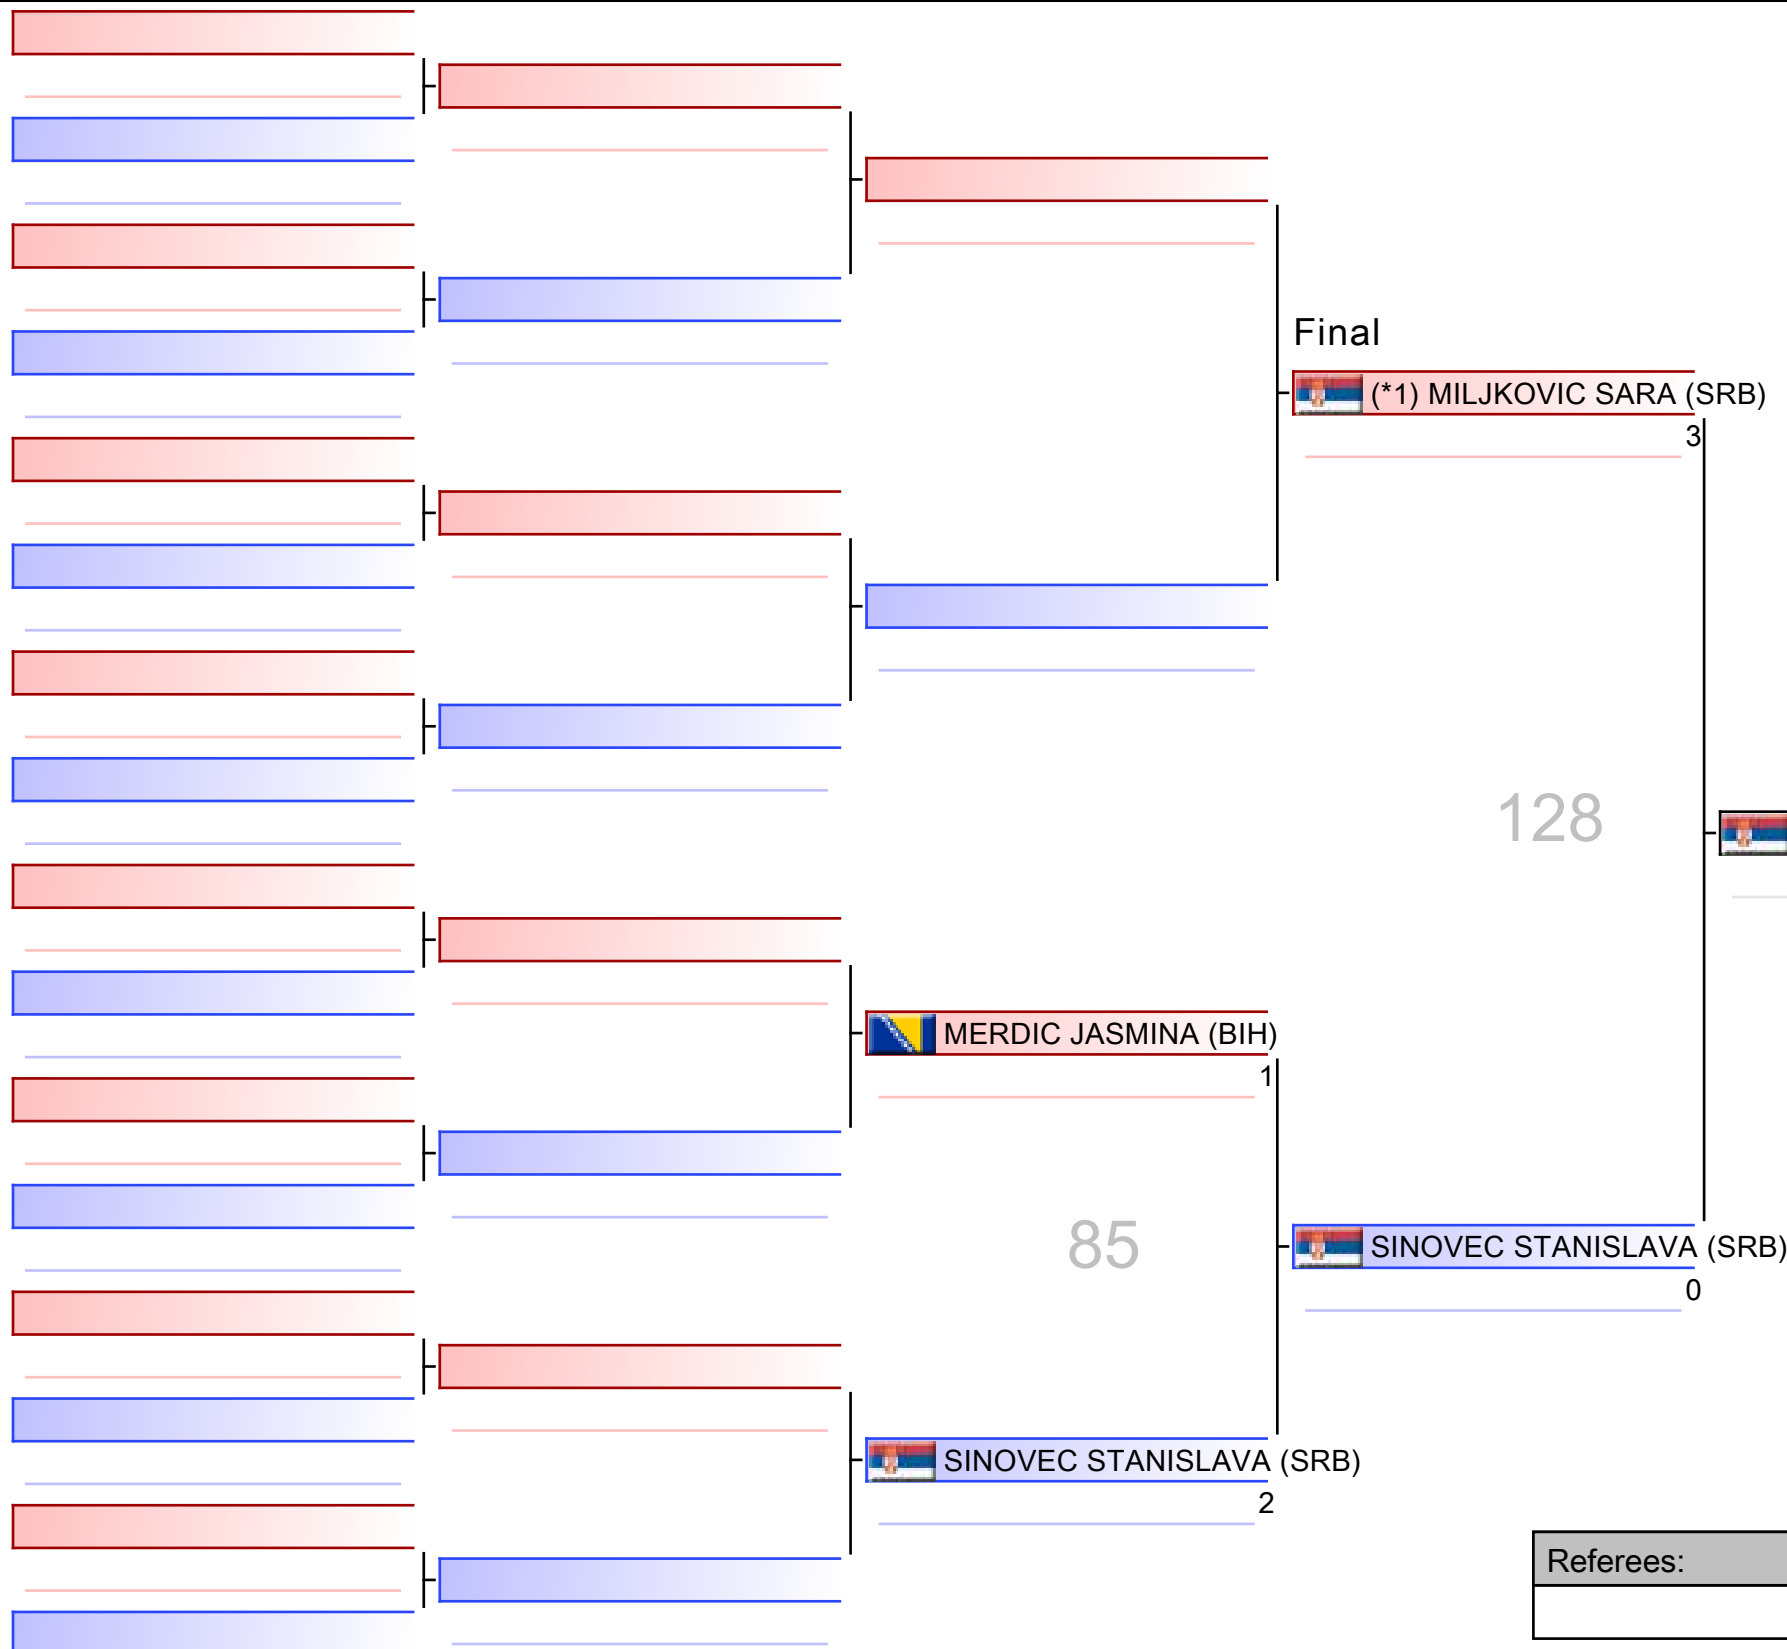 Final
(*1) MILJKOVIC SARA (SRB)
3
128
MERDIC JASMINA (BIH)
1
85
SINOVEC STANISLAVA (SRB)
0
SINOVEC STANISLAVA (SRB)
2
Referees: